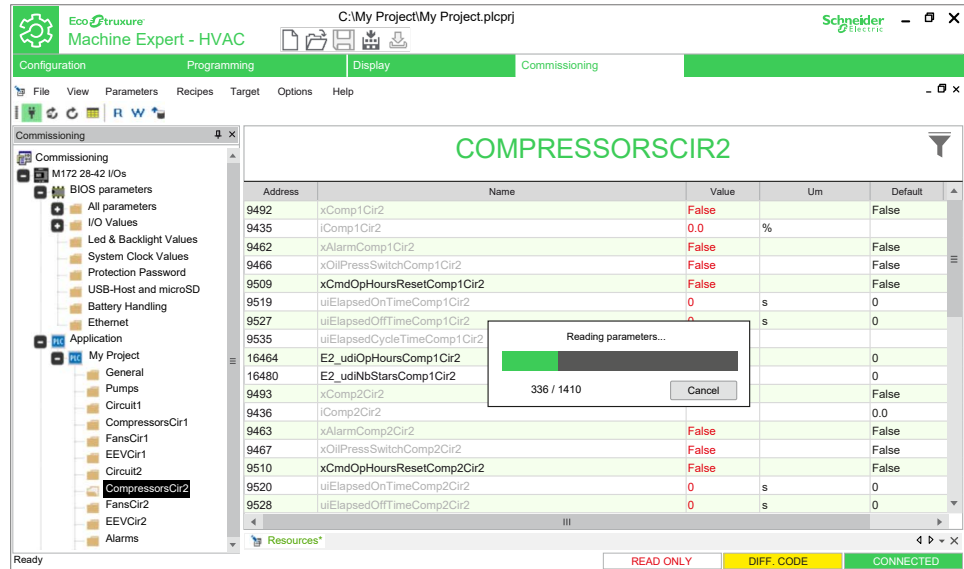 EcoStruxure
Machine Expert - HVAC
C:\My Project\My Project.plcprj
Schneider Electric
Configuration Programming Display Commissioning
File View Parameters Recipes Target Options Help
R W
Commissioning
COMPRESSORSCIR2
Commissioning
M172 28-42 I/Os
BIOS parameters
All parameters
I/O Values
Led & Backlight Values
System Clock Values
Protection Password
USB-Host and microSD
Battery Handling
Ethernet
PLC Application
PLC My Project
General
Pumps
Circuit1
CompressorsCir1
FansCir1
EEVCir1
Circuit2
CompressorsCir2
FansCir2
EEVCir2
Alarms
Address Name Value Um Default
9492 xComp1Cir2 False False
9435 iComp1Cir2 0.0 %
9462 xAlarmComp1Cir2 False False
9466 xOilPressSwitchComp1Cir2 False False
9509 xCmdOpHoursResetComp1Cir2 False False
9519 uiElapsedOnTimeComp1Cir2 0 s 0
9527 uiElapsedOffTimeComp1Cir2 0 s 0
9535 uiElapsedCycleTimeComp1Cir2
16464 E2_udiOpHoursComp1Cir2 0
16480 E2_udiNbStarsComp1Cir2 0
9493 xComp2Cir2 False
9436 iComp2Cir2 0.0
9463 xAlarmComp2Cir2 False False
9467 xOilPressSwitchComp2Cir2 False False
9510 xCmdOpHoursResetComp2Cir2 False False
9520 uiElapsedOnTimeComp2Cir2 0 s 0
9528 uiElapsedOffTimeComp2Cir2 0 s 0
Reading parameters...
336 / 1410 Cancel
Resources*
Ready READ ONLY DIFF. CODE CONNECTED